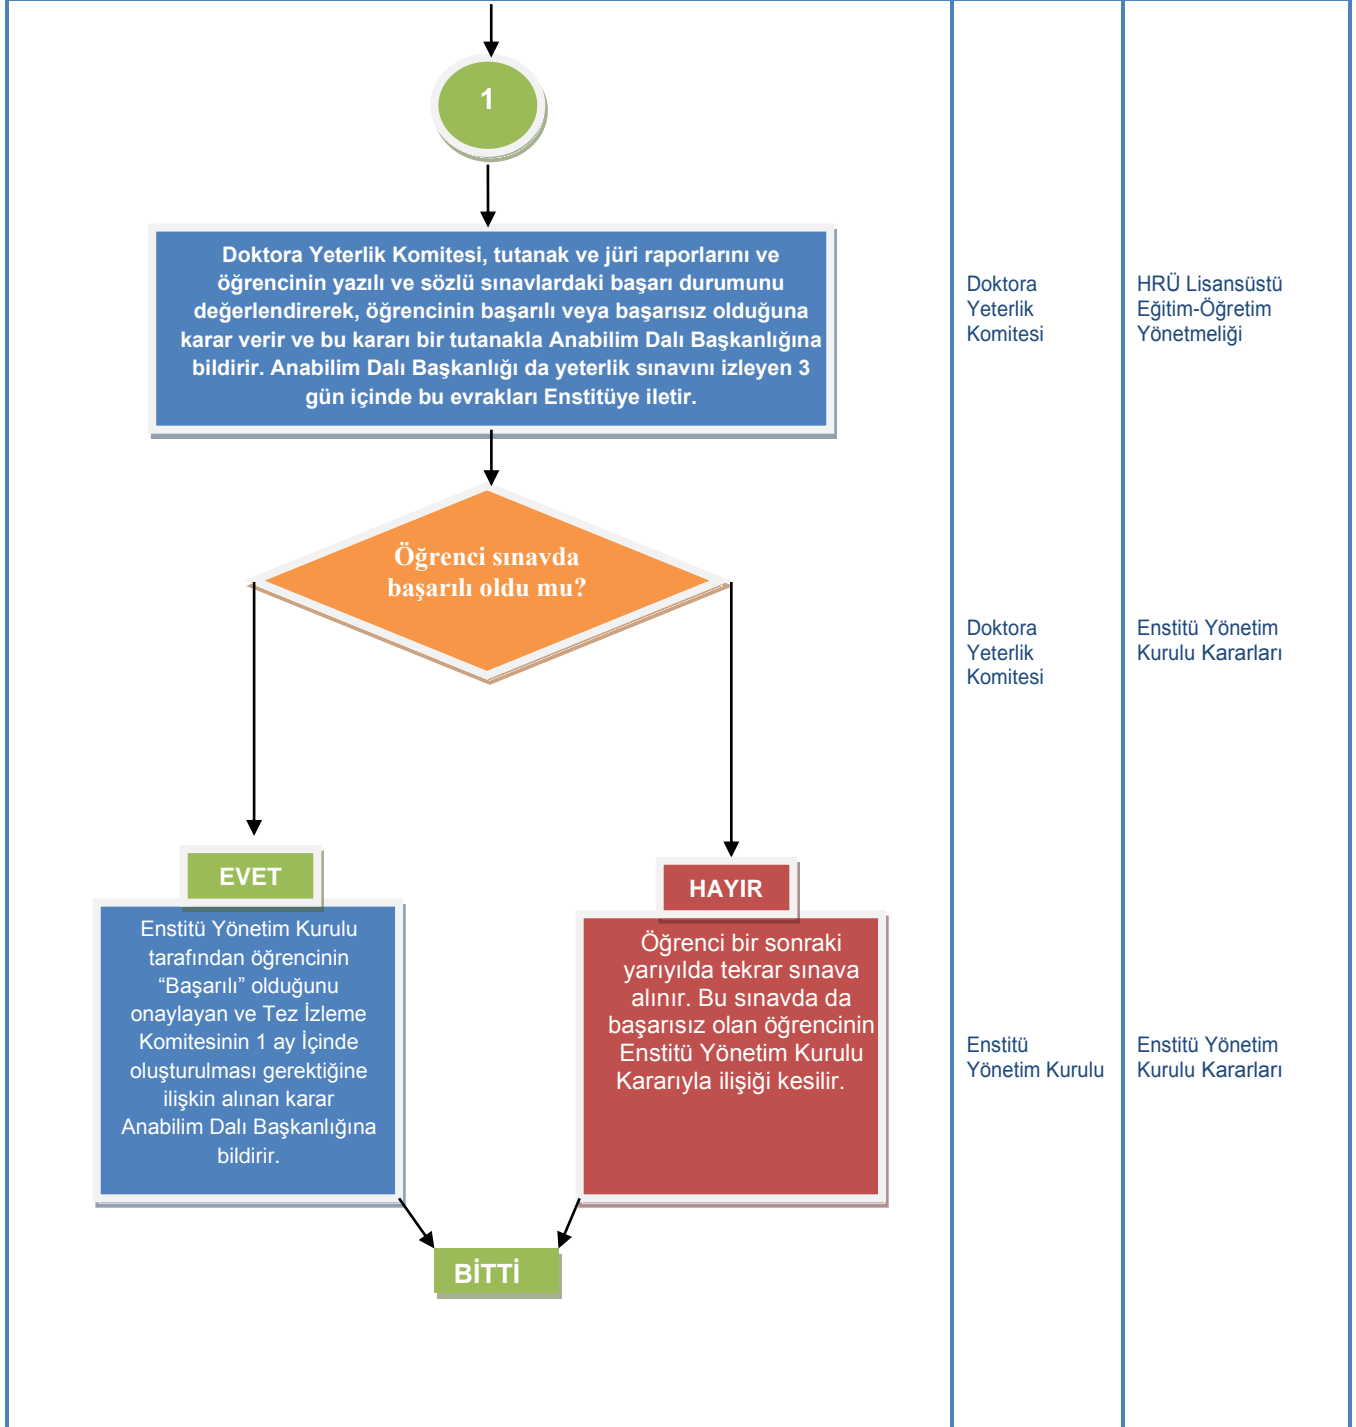 1
Doktora Yeterlik Komitesi, tutanak ve jüri raporlarını ve
öğrencinin yazılı ve sözlü sınavlardaki başarı durumunu
değerlendirerek, öğrencinin başarılı veya başarısız olduğuna
karar verir ve bu kararı bir tutanakla Anabilim Dalı Başkanlığına
bildirir. Anabilim Dalı Başkanlığı da yeterlik sınavını izleyen 3
gün içinde bu evrakları Enstitüye iletir.
Doktora
Yeterlik
Komitesi
HRÜ Lisansüstü
Eğitim-Öğretim
Yönetmeliği
Öğrenci sınavda
başarılı oldu mu?
Doktora
Yeterlik
Komitesi
Enstitü Yönetim
Kurulu Kararları
EVET
Enstitü Yönetim Kurulu
tarafından öğrencinin
“Başarılı” olduğunu
onaylayan ve Tez İzleme
Komitesinin 1 ay İçinde
oluşturulması gerektiğine
ilişkin alınan karar
Anabilim Dalı Başkanlığına
bildirir.
HAYIR
Öğrenci bir sonraki
yarıyılda tekrar sınava
alınır. Bu sınavda da
başarısız olan öğrencinin
Enstitü Yönetim Kurulu
Kararıyla ilişiği kesilir.
Enstitü
Yönetim Kurulu
Enstitü Yönetim
Kurulu Kararları
BİTTİ